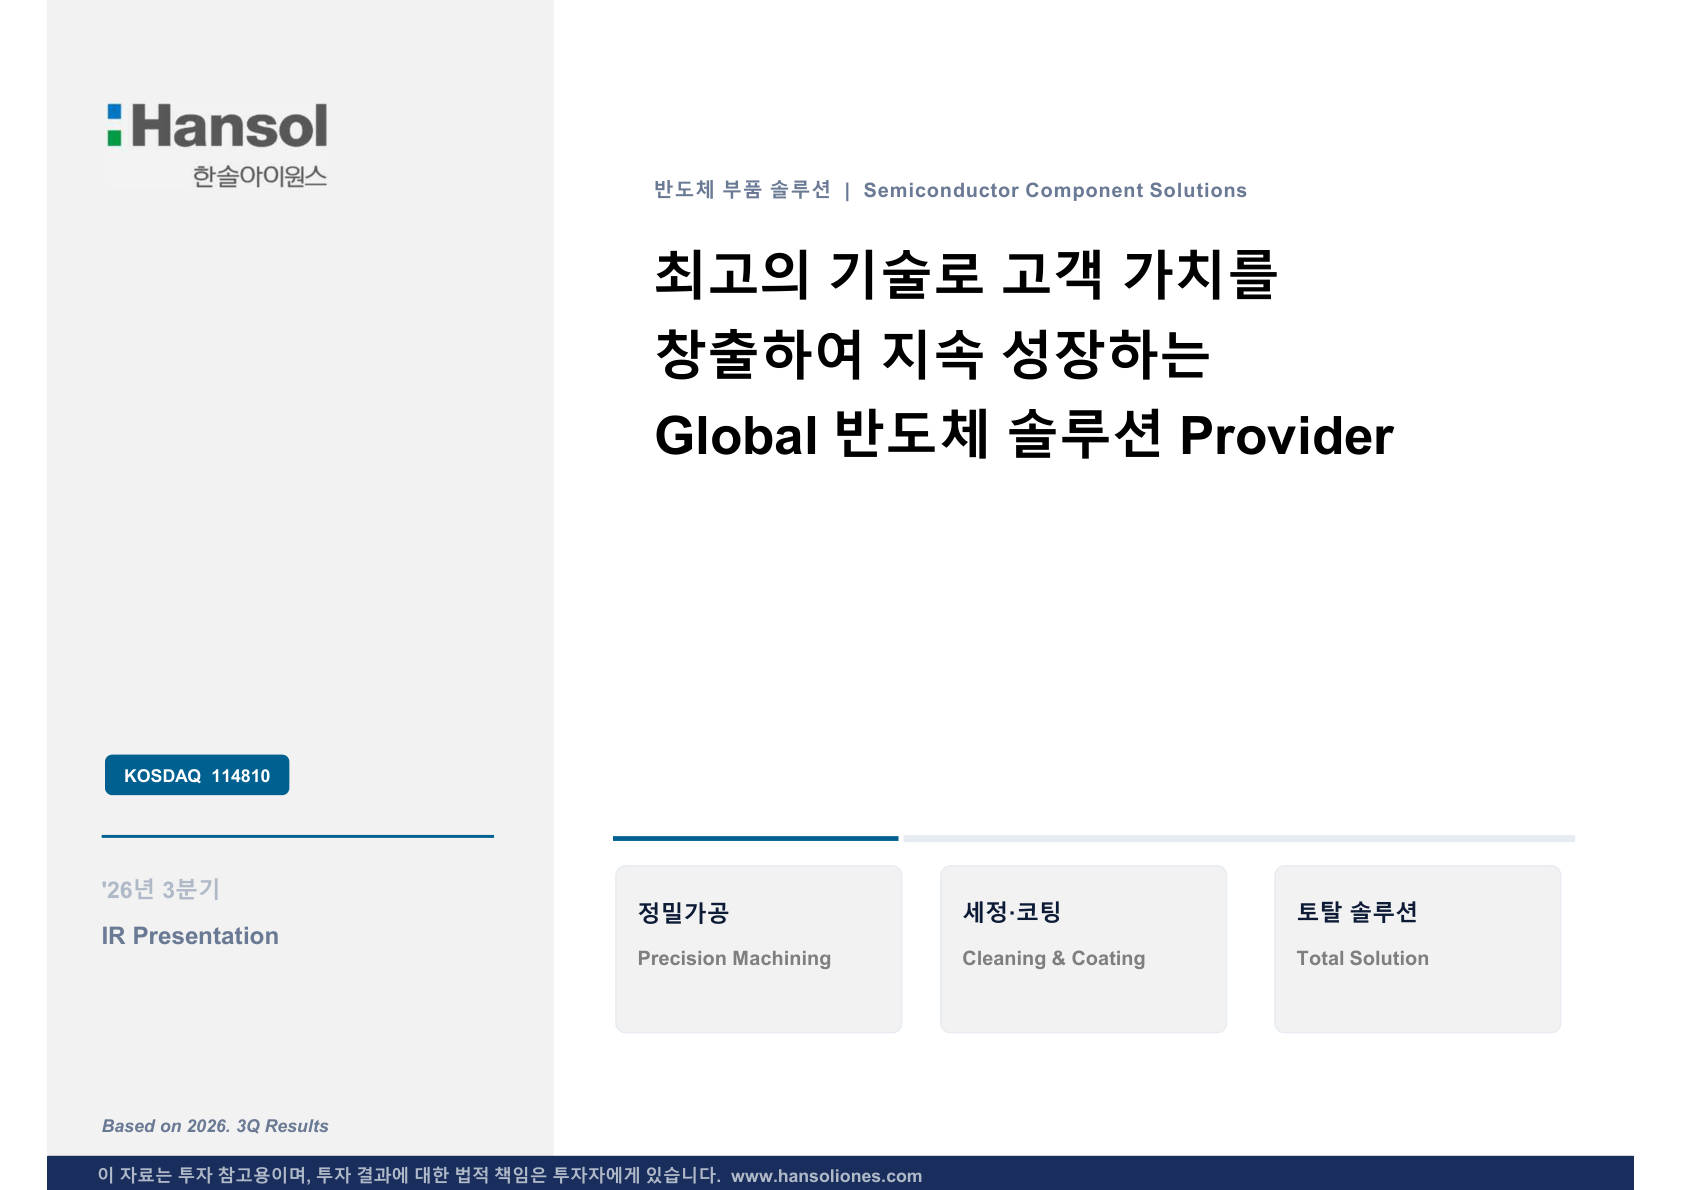 Hansol
한솔아이원스
반도체 부품 솔루션 | Semiconductor Component Solutions
최고의 기술로 고객 가치를
창출하여 지속 성장하는
Global 반도체 솔루션 Provider
KOSDAQ 114810
'26년 3분기
IR Presentation
정밀가공
Precision Machining
세정·코팅
Cleaning & Coating
토탈 솔루션
Total Solution
Based on 2026. 3Q Results
이 자료는 투자 참고용이며, 투자 결과에 대한 법적 책임은 투자자에게 있습니다. www.hansoliones.com